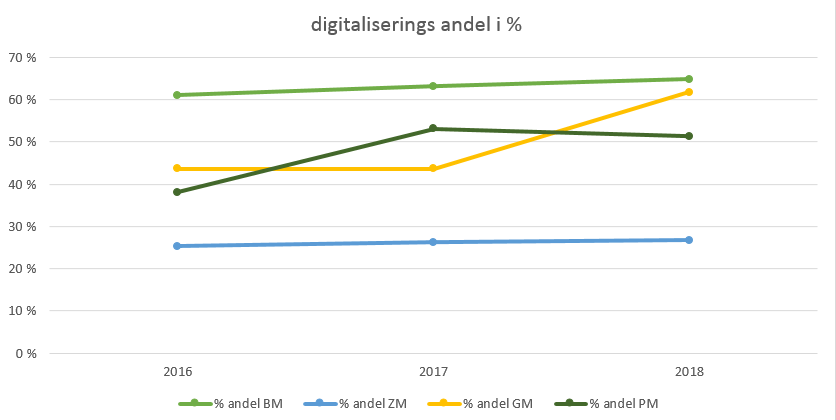 digitaliserings andel i %
70 %
60 %
50 %
40 %
30 %
20 %
10 %
0 %
2016 2017 2018
% andel BM % andel ZM % andel GM % andel PM